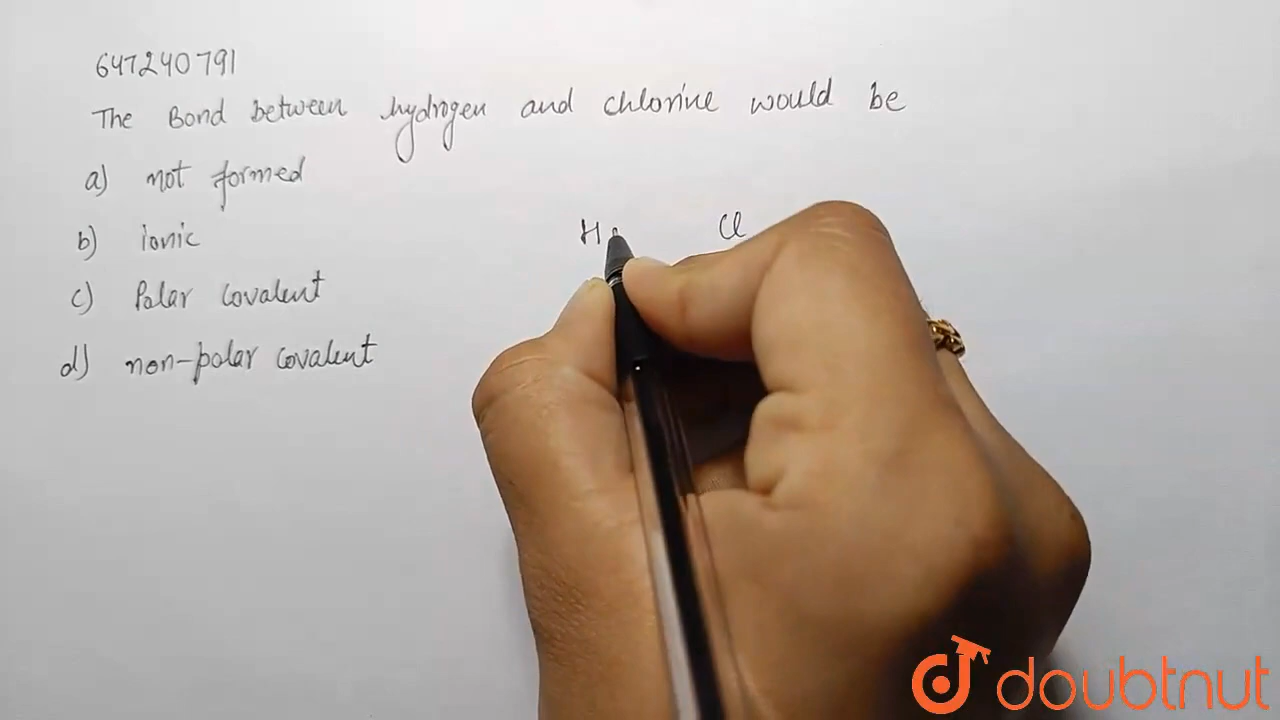 647240791
The Bond between hydrogen and chlorine would be
a) not formed
b) ionic
c) Polar covalent
d) non-polar covalent
H Cl
doubtnut